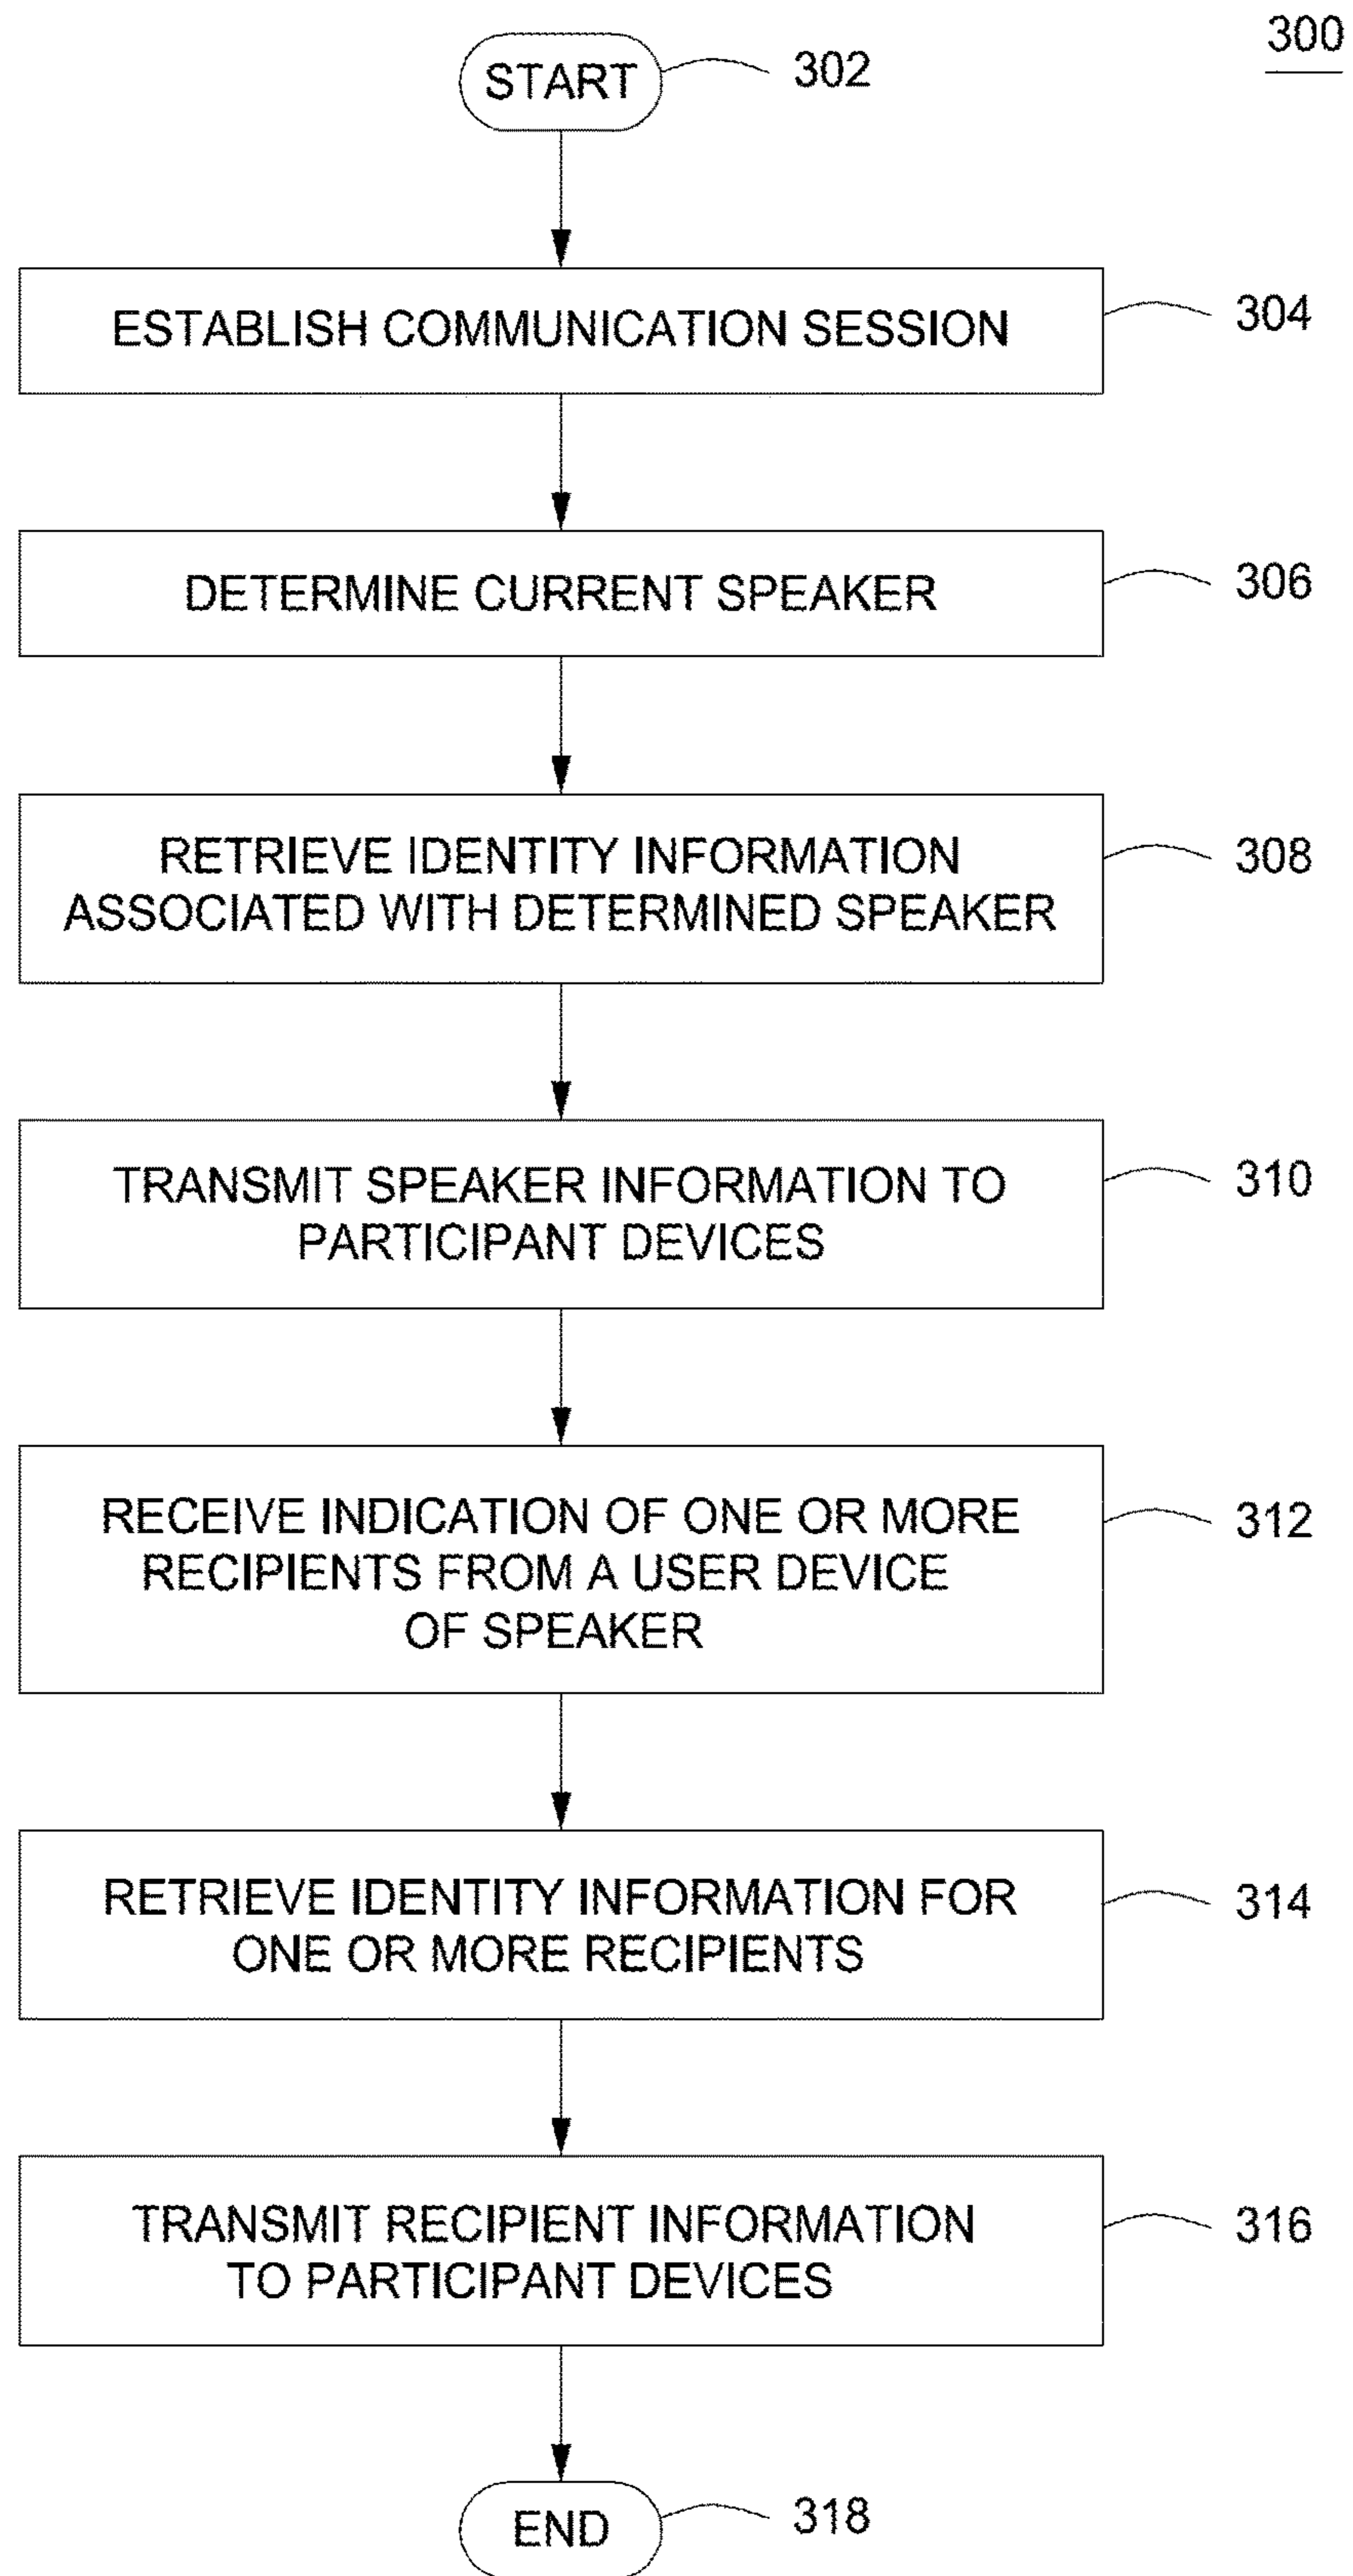 300
START
302
ESTABLISH COMMUNICATION SESSION
304
DETERMINE CURRENT SPEAKER
306
RETRIEVE IDENTITY INFORMATION
ASSOCIATED WITH DETERMINED SPEAKER
308
TRANSMIT SPEAKER INFORMATION TO
PARTICIPANT DEVICES
310
RECEIVE INDICATION OF ONE OR MORE
RECIPIENTS FROM A USER DEVICE
OF SPEAKER
312
RETRIEVE IDENTITY INFORMATION FOR
ONE OR MORE RECIPIENTS
314
TRANSMIT RECIPIENT INFORMATION
TO PARTICIPANT DEVICES
316
END
318